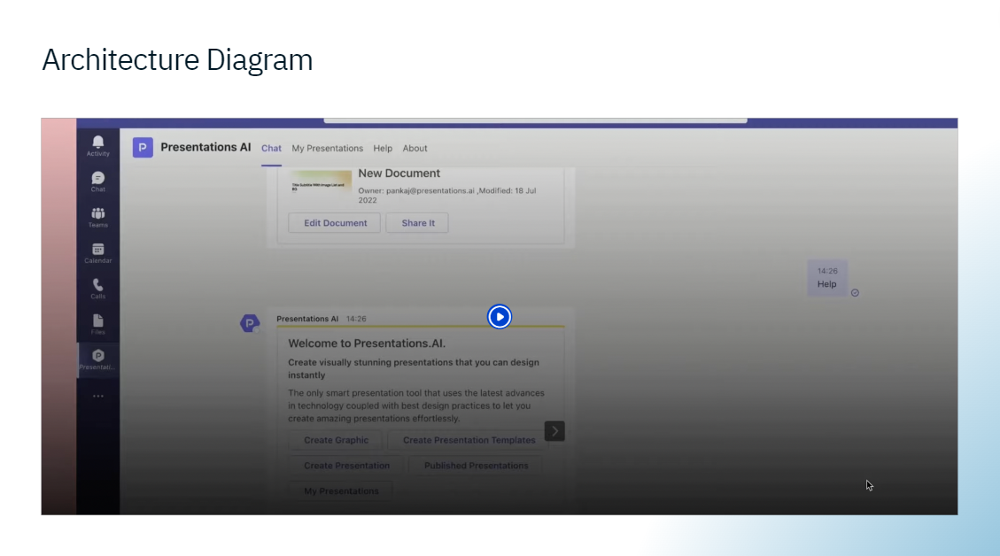 Architecture Diagram
Presentations AI
Chat
My Presentations
Help
About
Activity
Chat
Teams
Calendar
Calls
Files
Presentati...
New Document
Owner: pankaj@presentations.ai ,Modified: 18 Jul
2022
Edit Document
Share It
14:26
Help
Presentations AI 14:26
Welcome to Presentations.AI.
Create visually stunning presentations that you can design
instantly
The only smart presentation tool that uses the latest advances
in technology coupled with best design practices to let you
create amazing presentations effortlessly.
Create Graphic
Create Presentation Templates
Create Presentation
Published Presentations
My Presentations